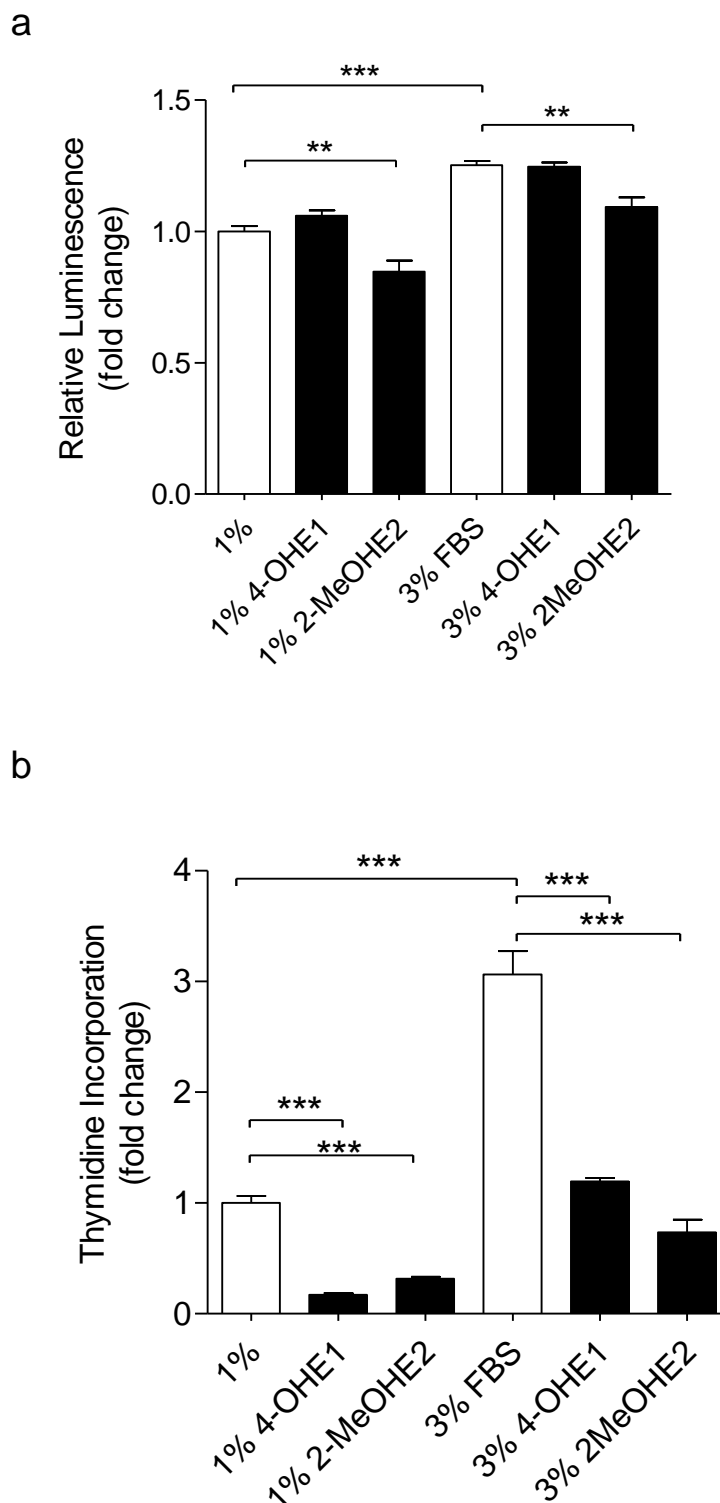 a
Relative Luminescence
(fold change)
***
**
**
1.5
1.0
0.5
0.0
1%
1% 4-OHE1
1% 2-MeOHE2
3% FBS
3% 4-OHE1
3% 2MeOHE2
b
Thymidine Incorporation
(fold change)
***
***
***
***
***
4
3
2
1
0
1%
1% 4-OHE1
1% 2-MeOHE2
3% FBS
3% 4-OHE1
3% 2MeOHE2